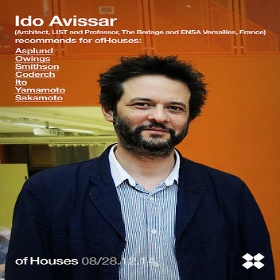 Ido Avissar
(Architect, LIST and Professor, The Berlage and ENSA Versailles, France)
recommends for ofHouses:
Asplund
Owings
Smithson
Coderch
Ito
Yamamoto
Sakamoto
of Houses 08/28.12.14